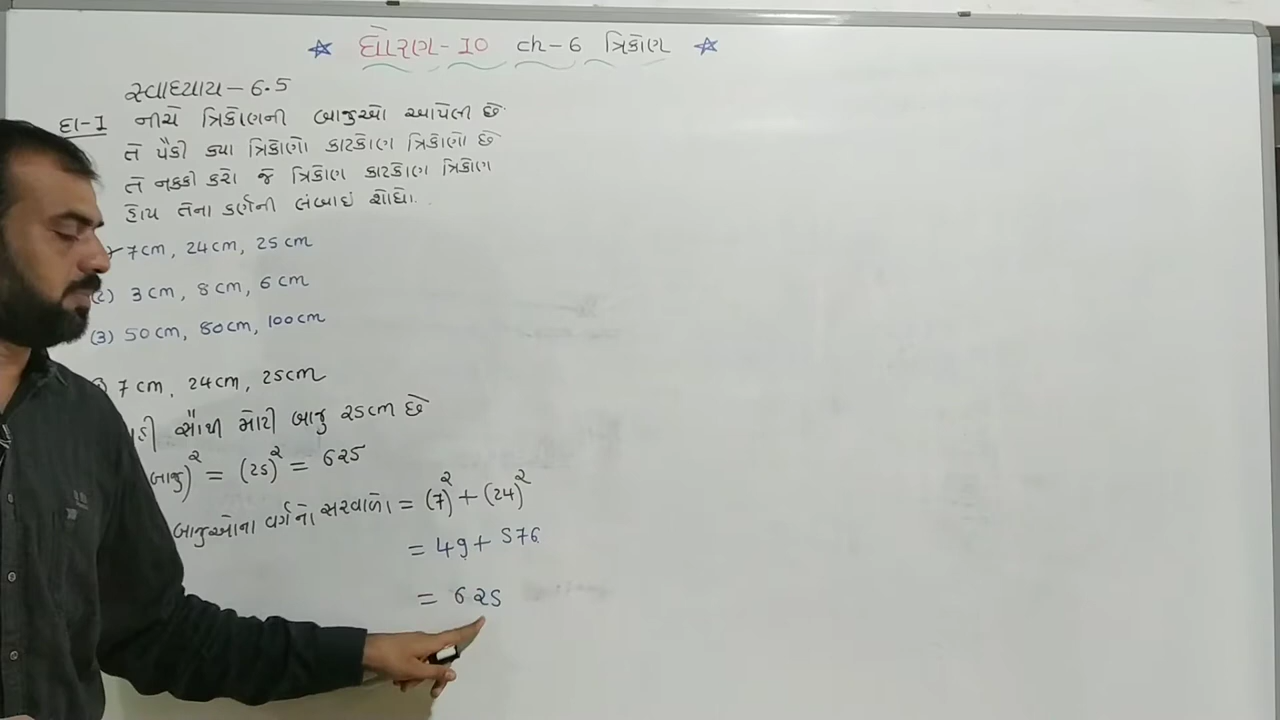 ☆ ધોરણ-10 ch-6 ત્રિકોણ ☆
સ્વાધ્યાય-6.5
દા-1 નીચે ત્રિકોણની બાજુઓ આપેલી છે
તે પૈકી ક્યા ત્રિકોણો કાટકોણ ત્રિકોણો છે
તે નક્કી કરો જે ત્રિકોણ કાટકોણ ત્રિકોણ
હોય તેના કર્ણની લંબાઇ શોધો.
7cm, 24cm, 25cm
(2) 3cm, 8cm, 6cm
(3) 50cm, 80cm, 100cm
7cm, 24cm, 25cm
સૌથી મોટી બાજુ 25cm છે
બાજુ)² = (25)² = 625
બાજુઓના વર્ગનો સરવાળો = (7)² + (24)²
= 49 + 576
= 625